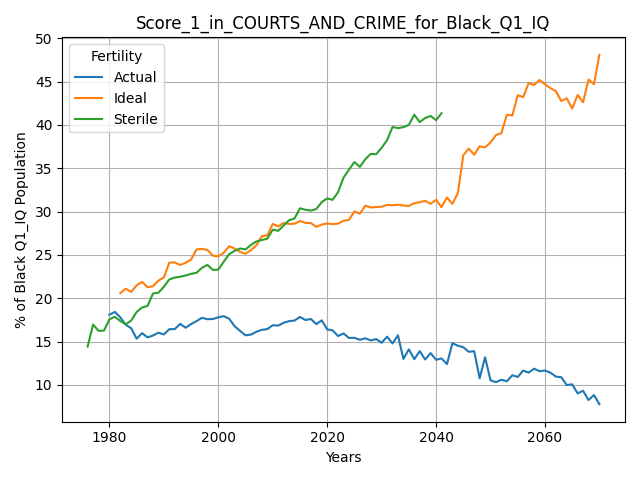 Score_1_in_COURTS_AND_CRIME_for_Black_Q1_IQ
Fertility
Actual
Ideal
Sterile
% of Black Q1_IQ Population
50
45
40
35
30
25
20
15
10
1980
2000
2020
2040
2060
Years